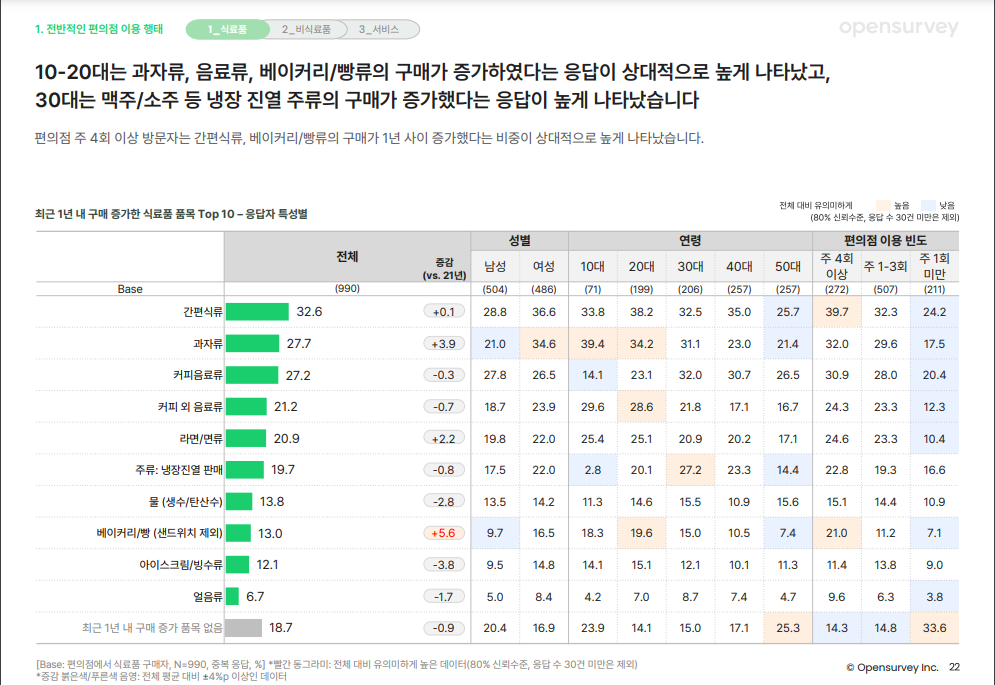 1. 전반적인 편의점 이용 행태
1_식료품 2_비식료품 3_서비스
opensurvey
10-20대는 과자류, 음료류, 베이커리/빵류의 구매가 증가하였다는 응답이 상대적으로 높게 나타났고,
30대는 맥주/소주 등 냉장 진열 주류의 구매가 증가했다는 응답이 높게 나타났습니다
편의점 주 4회 이상 방문자는 간편식류, 베이커리/빵류의 구매가 1년 사이 증가했다는 비중이 상대적으로 높게 나타났습니다.
최근 1년 내 구매 증가한 식료품 품목 Top 10 – 응답자 특성별
전체 대비 유의미하게 높음 낮음
(80% 신뢰수준, 응답 수 30건 미만은 제외)
전체 증감 (vs. 21년) 성별 연령 편의점 이용 빈도
남성 여성 10대 20대 30대 40대 50대 주 4회 이상 주 1-3회 주 1회 미만
Base (990) (504) (486) (71) (199) (206) (257) (257) (272) (507) (211)
간편식류 32.6 +0.1 28.8 36.6 33.8 38.2 32.5 35.0 25.7 39.7 32.3 24.2
과자류 27.7 +3.9 21.0 34.6 39.4 34.2 31.1 23.0 21.4 32.0 29.6 17.5
커피음료류 27.2 -0.3 27.8 26.5 14.1 23.1 32.0 30.7 26.5 30.9 28.0 20.4
커피 외 음료류 21.2 -0.7 18.7 23.9 29.6 28.6 21.8 17.1 16.7 24.3 23.3 12.3
라면/면류 20.9 +2.2 19.8 22.0 25.4 25.1 20.9 20.2 17.1 24.6 23.3 10.4
주류: 냉장진열 판매 19.7 -0.8 17.5 22.0 2.8 20.1 27.2 23.3 14.4 22.8 19.3 16.6
물 (생수/탄산수) 13.8 -2.8 13.5 14.2 11.3 14.6 15.5 10.9 15.6 15.1 14.4 10.9
베이커리/빵 (샌드위치 제외) 13.0 +5.6 9.7 16.5 18.3 19.6 15.0 10.5 7.4 21.0 11.2 7.1
아이스크림/빙수류 12.1 -3.8 9.5 14.8 14.1 15.1 12.1 10.1 11.3 11.4 13.8 9.0
얼음류 6.7 -1.7 5.0 8.4 4.2 7.0 8.7 7.4 4.7 9.6 6.3 3.8
최근 1년 내 구매 증가 품목 없음 18.7 -0.9 20.4 16.9 23.9 14.1 15.0 17.1 25.3 14.3 14.8 33.6
[Base: 편의점에서 식료품 구매자, N=990, 중복 응답, %] *빨간 동그라미: 전체 대비 유의미하게 높은 데이터(80% 신뢰수준, 응답 수 30건 미만은 제외)
*증감 붉은색/푸른색 음영: 전체 평균 대비 ±4%p 이상인 데이터
© Opensurvey Inc. 22